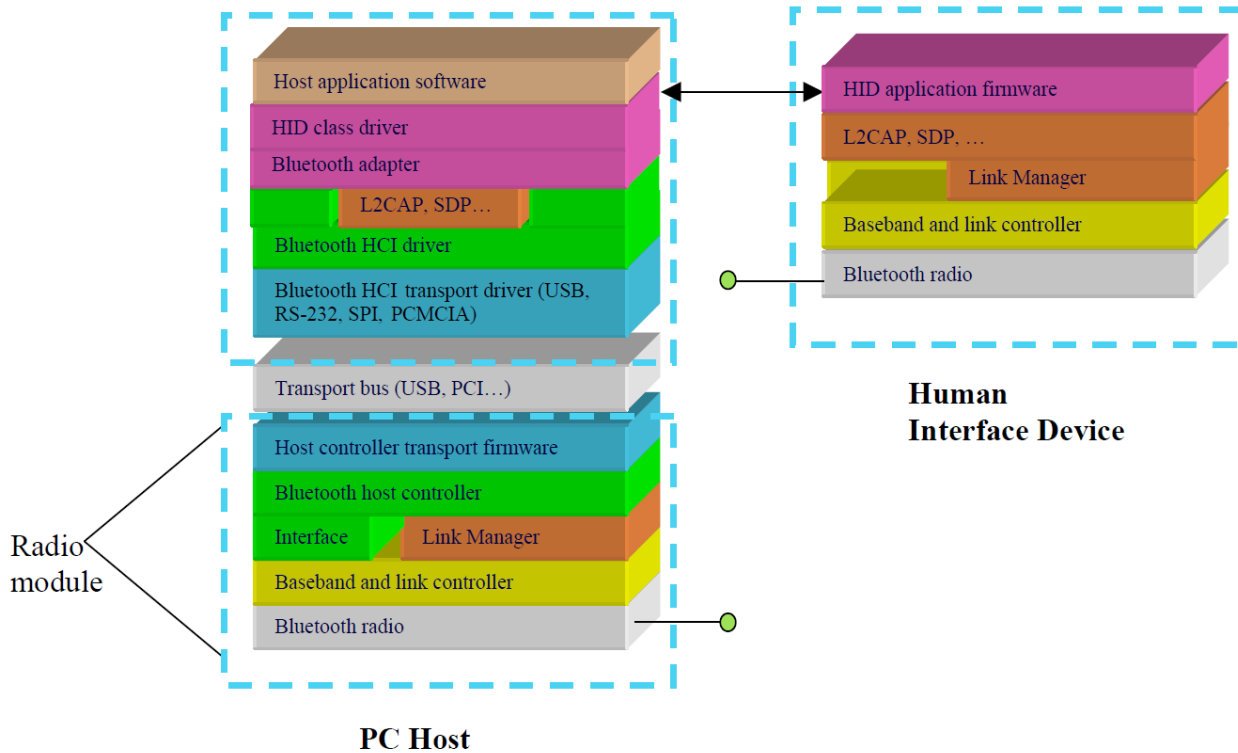 Host application software
HID class driver
Bluetooth adapter
L2CAP, SDP…
Bluetooth HCI driver
Bluetooth HCI transport driver (USB,
RS-232, SPI, PCMCIA)
Transport bus (USB, PCI…)
Host controller transport firmware
Bluetooth host controller
Interface
Link Manager
Baseband and link controller
Bluetooth radio
Radio
module
PC Host
HID application firmware
L2CAP, SDP, …
Link Manager
Baseband and link controller
Bluetooth radio
Human
Interface Device